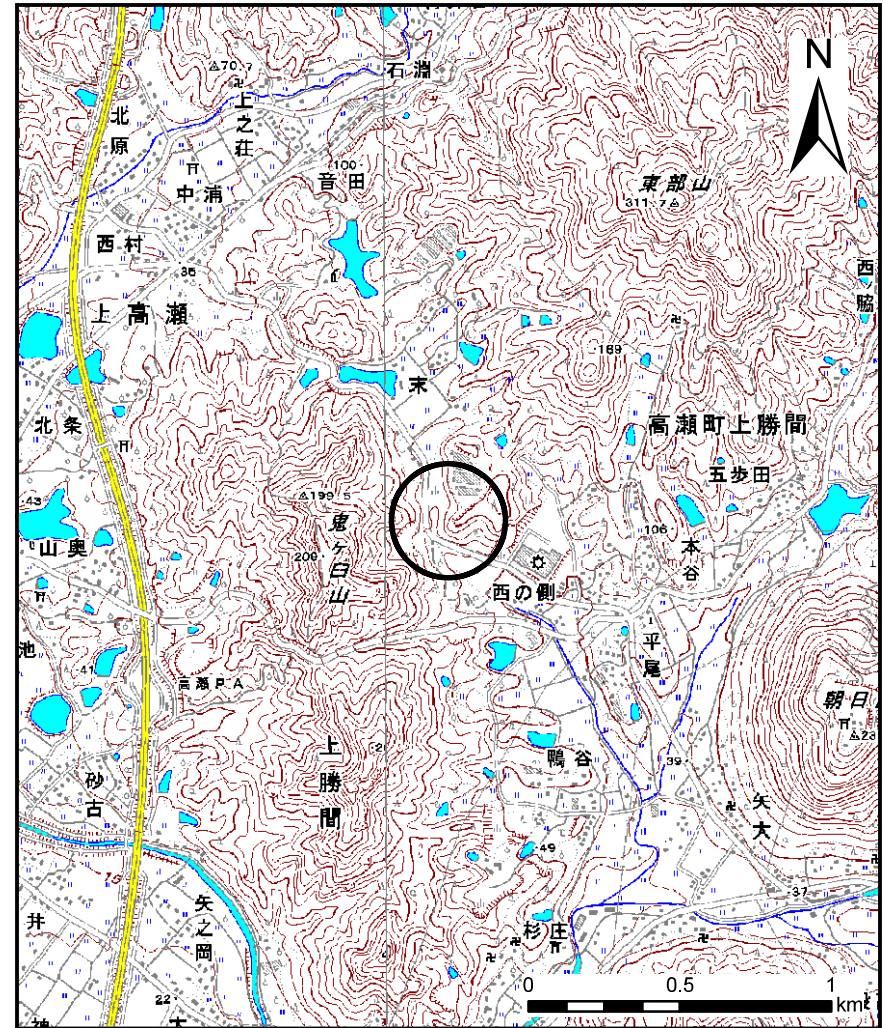 石淵
70.7
上之荘
北原
N
中浦
100
音田
東部山
311.7
西村
35
西脇
上高瀬
189
末
北条
高瀬町上勝間
五歩田
43
199.5
山奥
鬼ヶ臼山
200
106
本谷
西の側
池
41
平尾
高瀬P.A
朝日
上勝間
鴨谷
39
砂古
矢大
49
15
37
矢之岡
井
杉庄
22
0 0.5 1
km